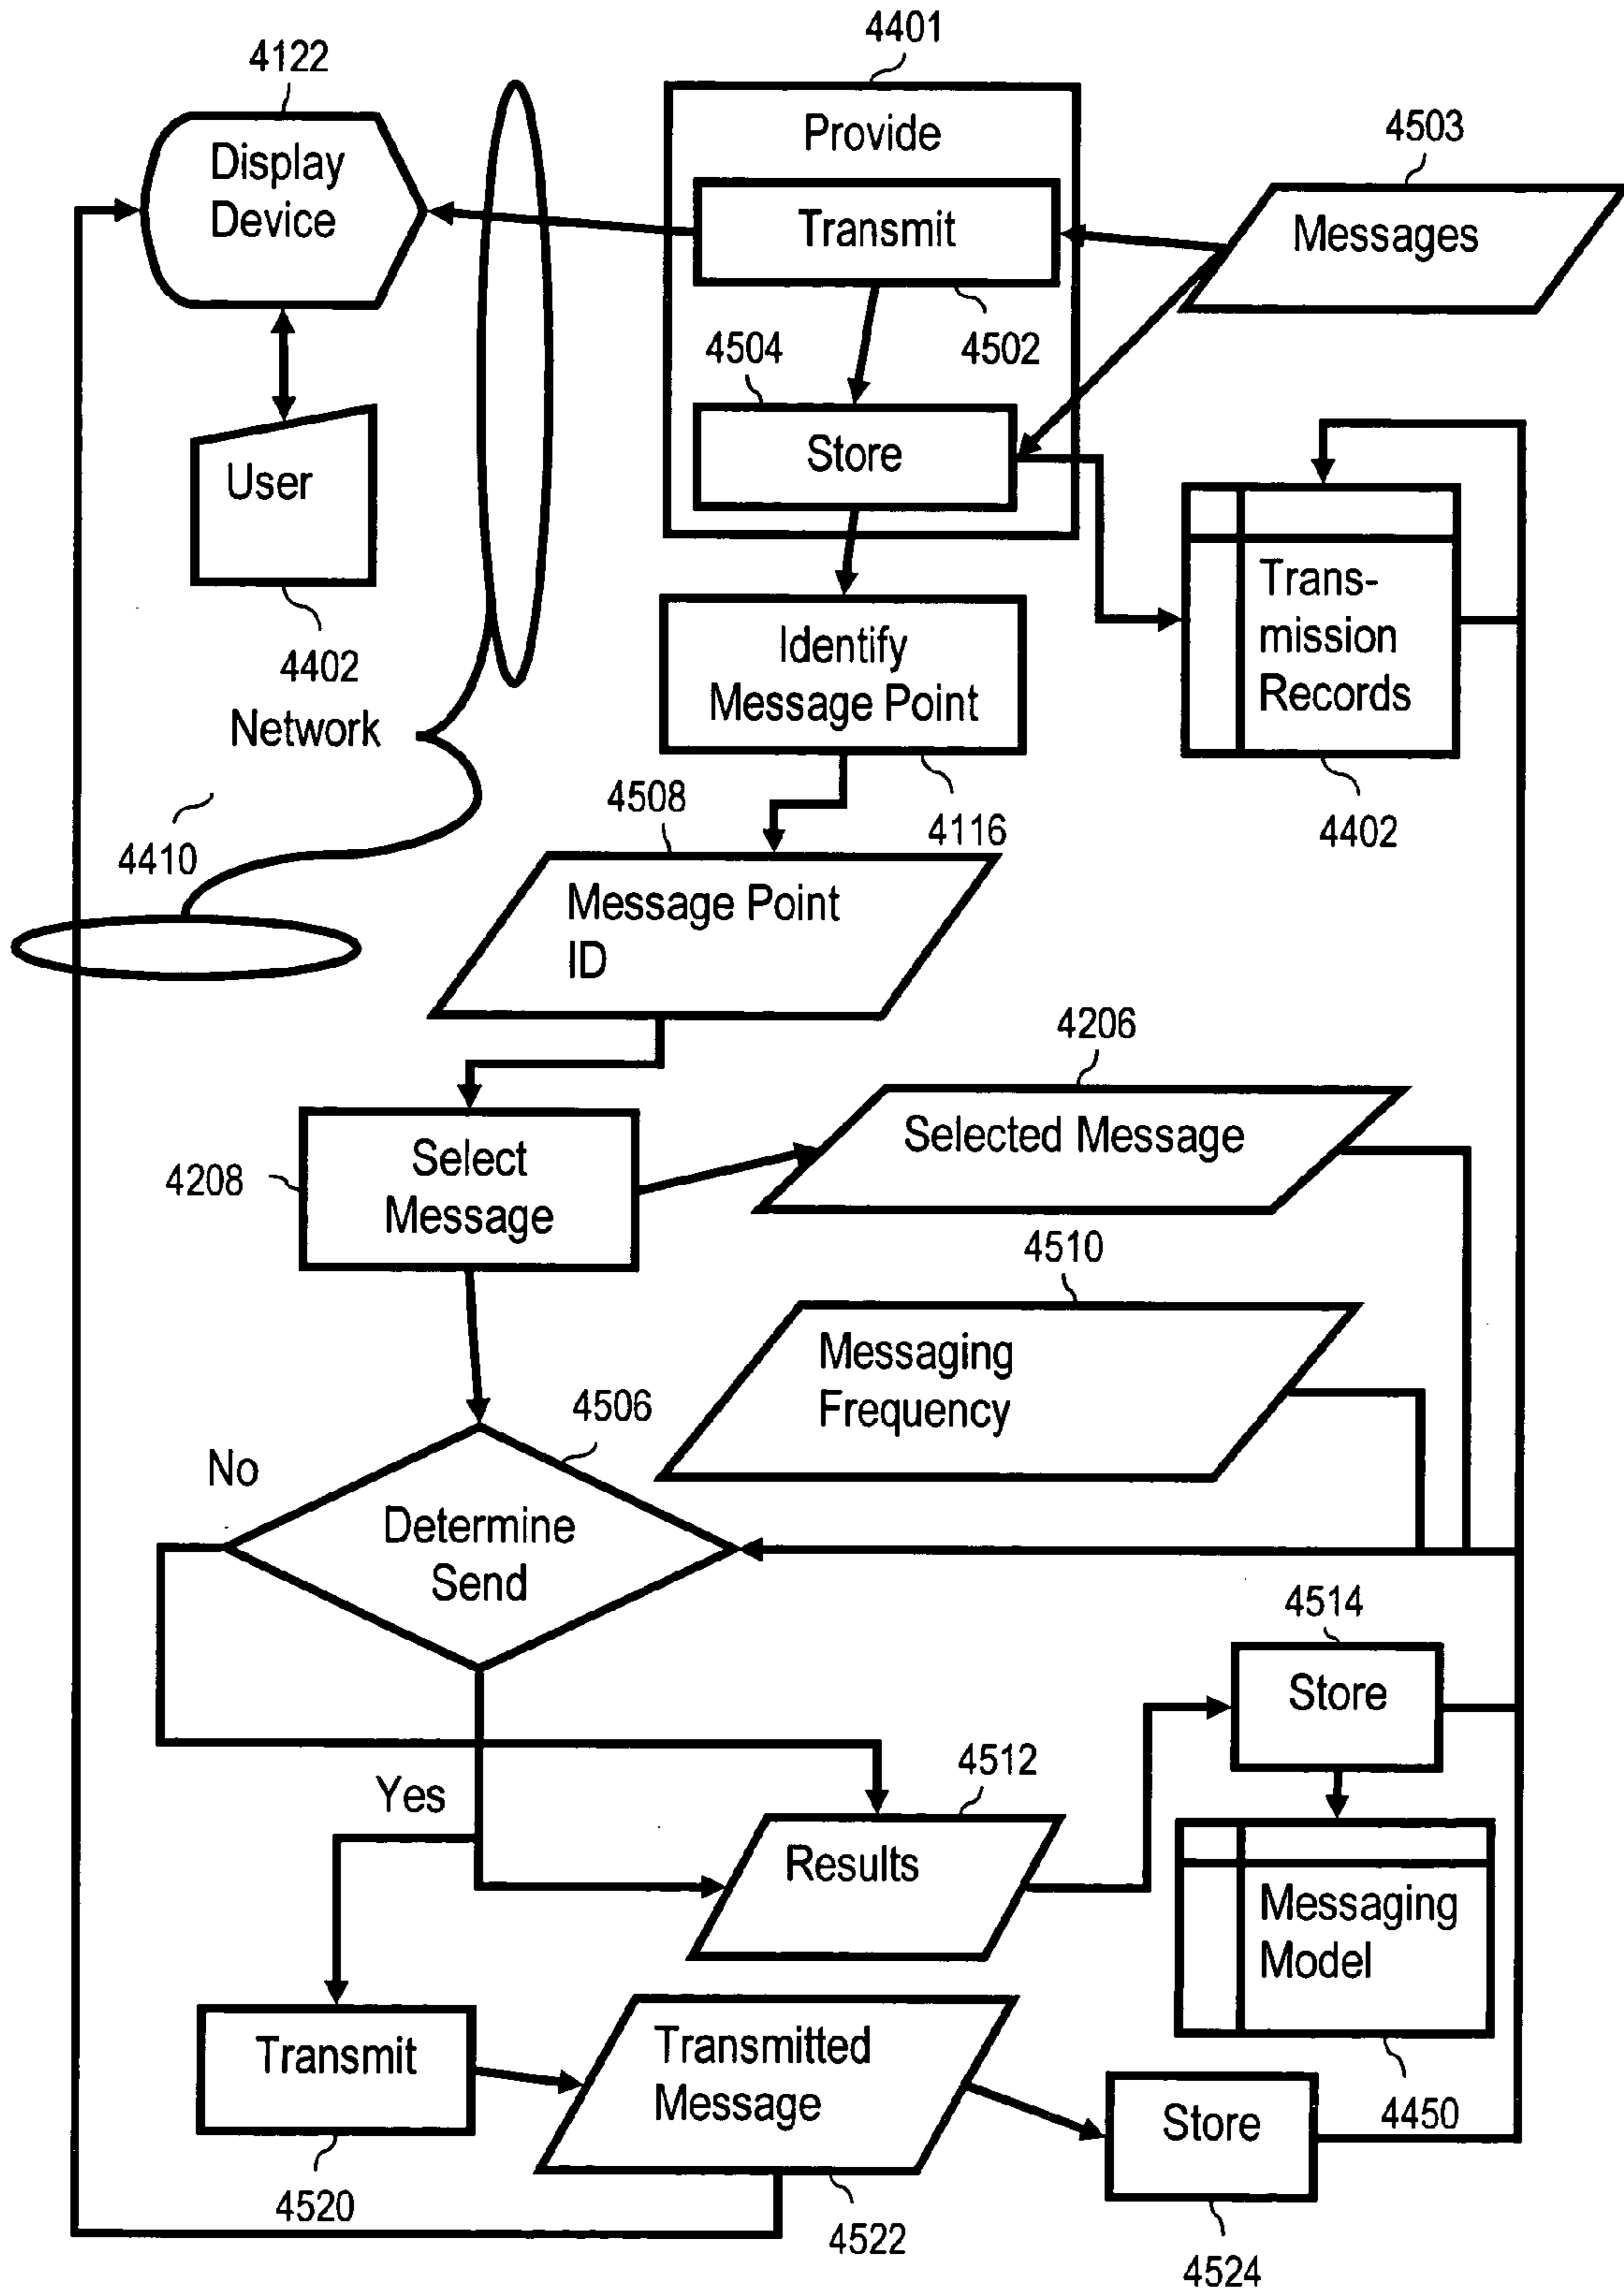 4401
4122
Provide
4503
Display
Device
Transmit
Messages
4504
4502
Store
User
Trans-
mission
Records
Identify
Message Point
4402
Network
4508
4116
4402
4410
Message Point
ID
4206
Selected Message
Select
Message
4208
4510
Messaging
Frequency
4506
No
Determine
Send
4514
Store
4512
Yes
Results
Messaging
Model
Transmit
Transmitted
Message
4450
Store
4520
4522
4524